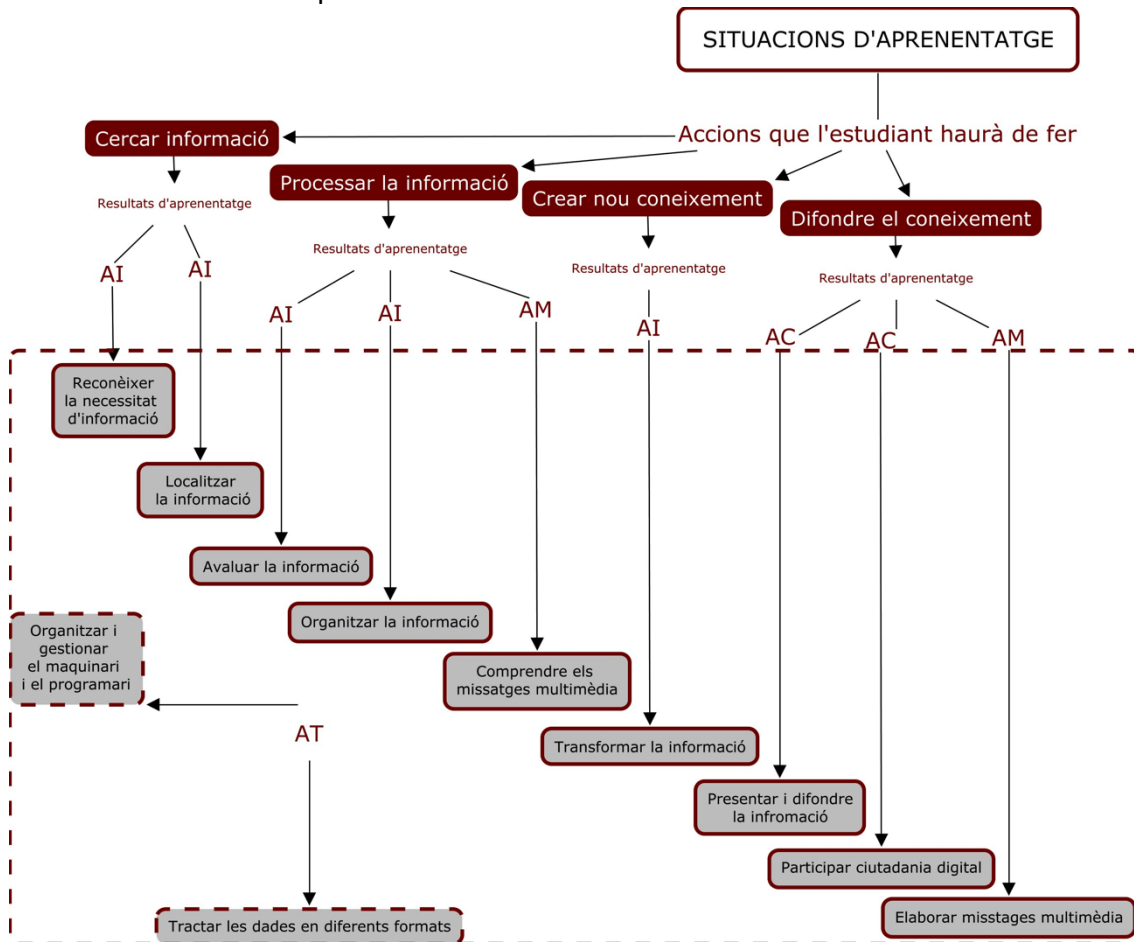 SITUACIONS D'APRENENTATGE
Accions que l'estudiant haurà de fer
Cercar informació
Processar la informació
Crear nou coneixement
Difondre el coneixement
Resultats d'aprenentatge
Resultats d'aprenentatge
Resultats d'aprenentatge
Resultats d'aprenentatge
AI
AI
AI
AI
AM
AI
AC
AC
AM
Reconèixer
la necessitat
d'informació
Localitzar
la informació
Avaluar la informació
Organitzar la informació
Organitzar i
gestionar
el maquinari
i el programari
Comprendre els
missatges multimèdia
AT
Transformar la informació
Presentar i difondre
la infromació
Participar ciutadania digital
Elaborar misstages multimèdia
Tractar les dades en diferents formats